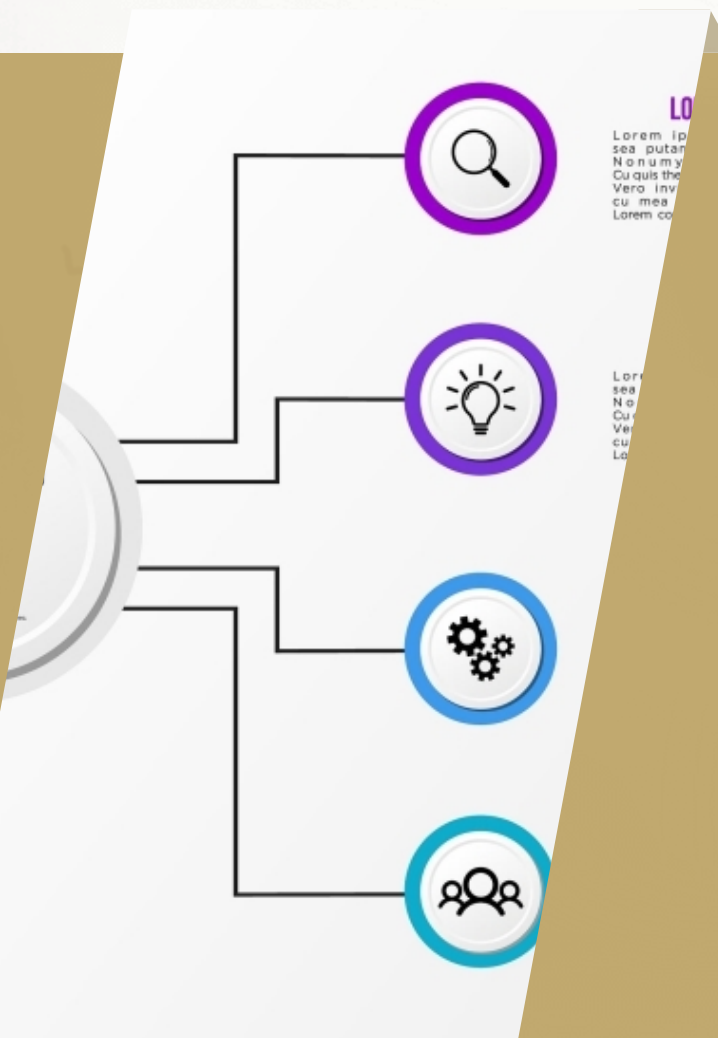 LO
Lorem ip
sea putan
Nonumy
Cu quis the
Vero inv
cu mea
Lorem co
Lor
sea
No
Cu
Ve
cu
Lo